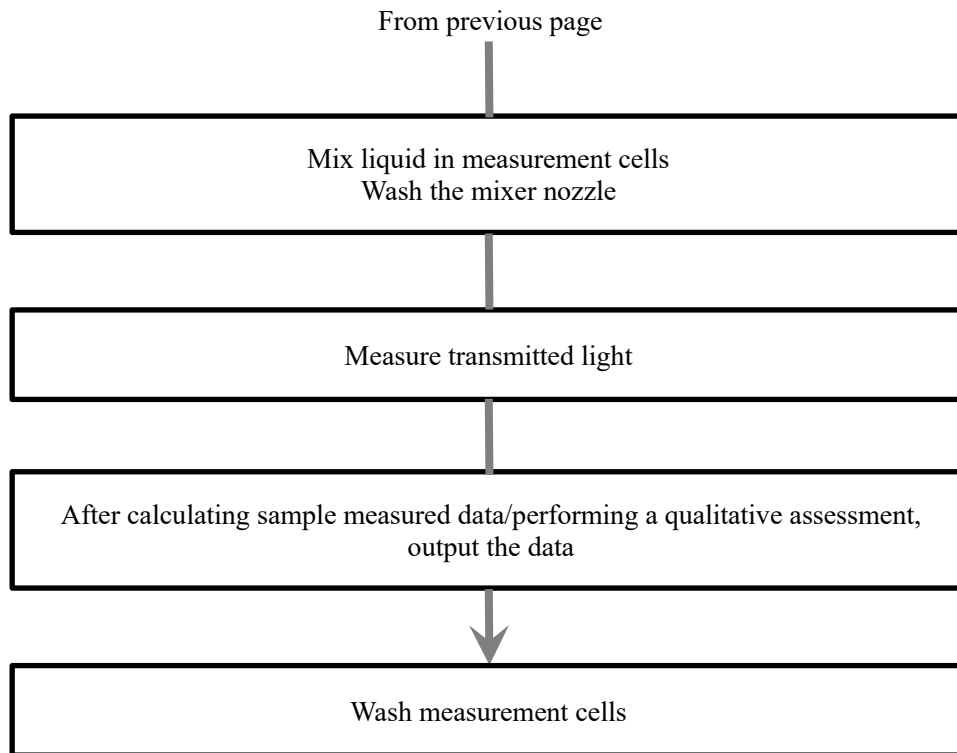 From previous page
Mix liquid in measurement cells
Wash the mixer nozzle
Measure transmitted light
After calculating sample measured data/performing a qualitative assessment,
output the data
Wash measurement cells